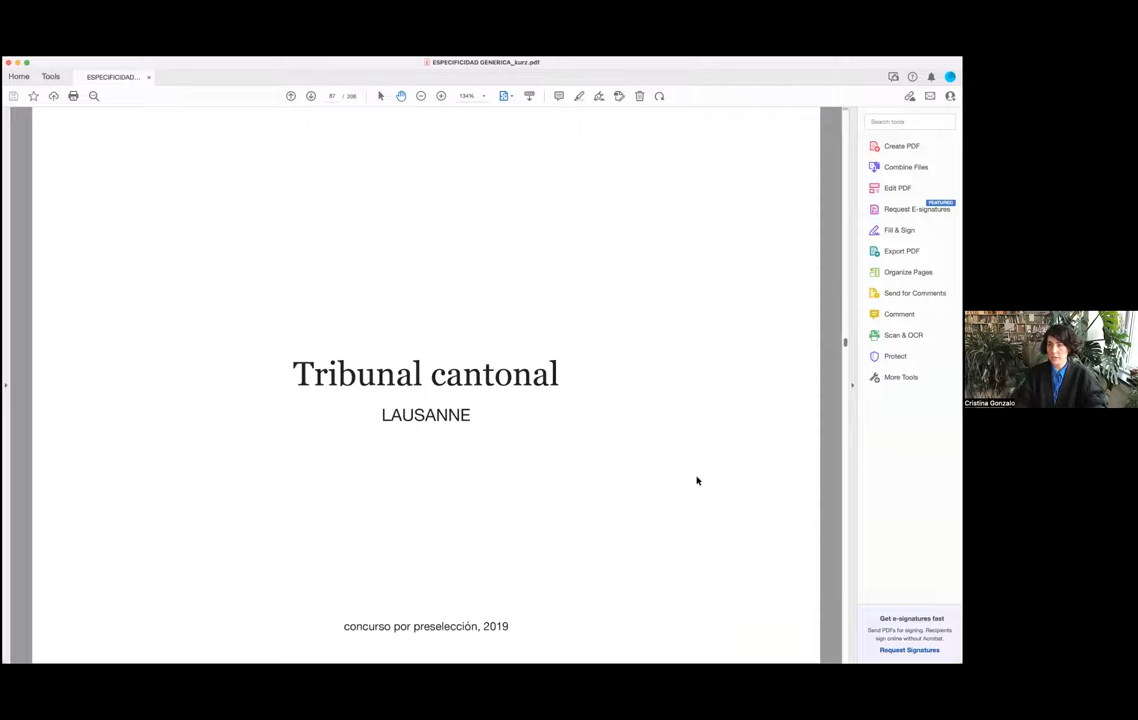 ESPECIFICIDAD GENERICA_kurz.pdf
Home
Tools
ESPECIFICIDAD... ×
87 / 206
134%
Search tools
Create PDF
Combine Files
Edit PDF
FEATURED
Request E-signatures
Fill & Sign
Export PDF
Organize Pages
Send for Comments
Comment
Scan & OCR
Protect
More Tools
Tribunal cantonal
LAUSANNE
concurso por preselección, 2019
Cristina Gonzalo
Get e-signatures fast
Send PDFs for signing. Recipients
sign online without Acrobat.
Request Signatures